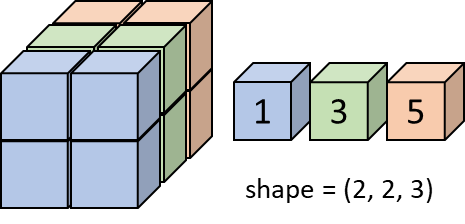 1 3 5
shape = (2, 2, 3)